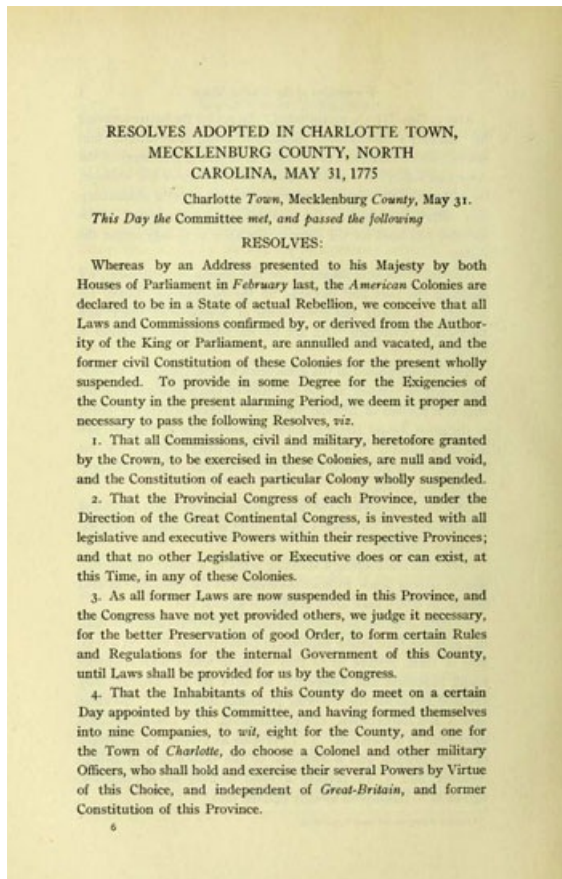 RESOLVES ADOPTED IN CHARLOTTE TOWN,
MECKLENBURG COUNTY, NORTH
CAROLINA, MAY 31, 1775
Charlotte Town, Mecklenburg County, May 31.
This Day the Committee met, and passed the following
RESOLVES:
Whereas by an Address presented to his Majesty by both
Houses of Parliament in February last, the American Colonies are
declared to be in a State of actual Rebellion, we conceive that all
Laws and Commissions confirmed by, or derived from the Author-
ity of the King or Parliament, are annulled and vacated, and the
former civil Constitution of these Colonies for the present wholly
suspended. To provide in some Degree for the Exigencies of
the County in the present alarming Period, we deem it proper and
necessary to pass the following Resolves, viz.
1. That all Commissions, civil and military, heretofore granted
by the Crown, to be exercised in these Colonies, are null and void,
and the Constitution of each particular Colony wholly suspended.
2. That the Provincial Congress of each Province, under the
Direction of the Great Continental Congress, is invested with all
legislative and executive Powers within their respective Provinces;
and that no other Legislative or Executive does or can exist, at
this Time, in any of these Colonies.
3. As all former Laws are now suspended in this Province, and
the Congress have not yet provided others, we judge it necessary,
for the better Preservation of good Order, to form certain Rules
and Regulations for the internal Government of this County,
until Laws shall be provided for us by the Congress.
4. That the Inhabitants of this County do meet on a certain
Day appointed by this Committee, and having formed themselves
into nine Companies, to wit, eight for the County, and one for
the Town of Charlotte, do choose a Colonel and other military
Officers, who shall hold and exercise their several Powers by Virtue
of this Choice, and independent of Great-Britain, and former
Constitution of this Province.
6